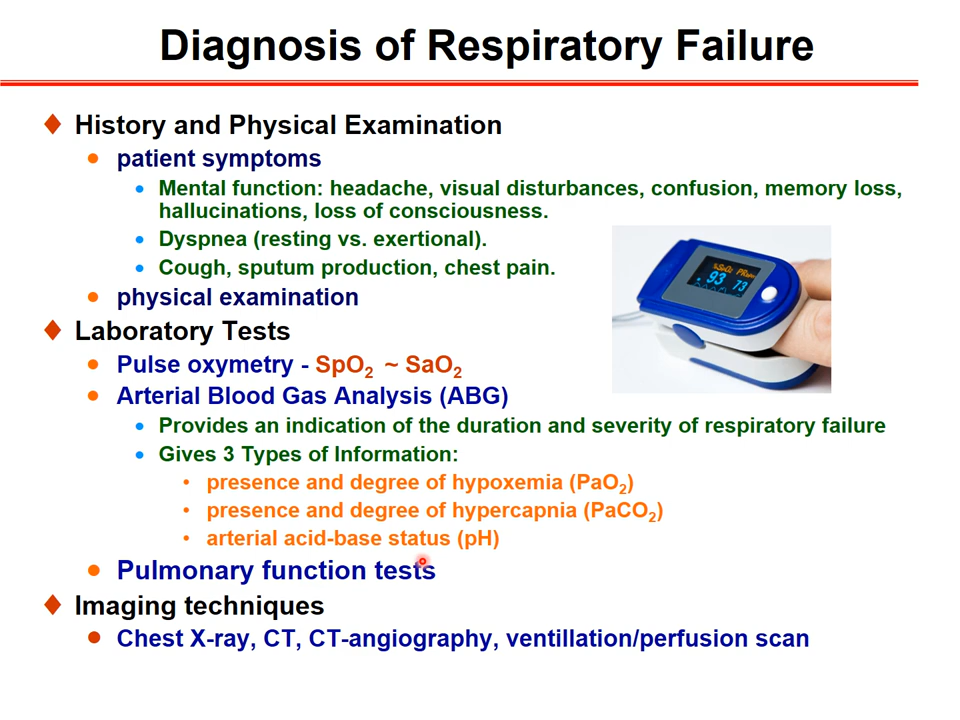 Diagnosis of Respiratory Failure
History and Physical Examination
patient symptoms
Mental function: headache, visual disturbances, confusion, memory loss,
hallucinations, loss of consciousness.
Dyspnea (resting vs. exertional).
Cough, sputum production, chest pain.
physical examination
%SpO2 PRbpm
93 73
Laboratory Tests
Pulse oxymetry - SpO2 ~ SaO2
Arterial Blood Gas Analysis (ABG)
Provides an indication of the duration and severity of respiratory failure
Gives 3 Types of Information:
presence and degree of hypoxemia (PaO2)
presence and degree of hypercapnia (PaCO2)
arterial acid-base status (pH)
Pulmonary function tests
Imaging techniques
Chest X-ray, CT, CT-angiography, ventillation/perfusion scan